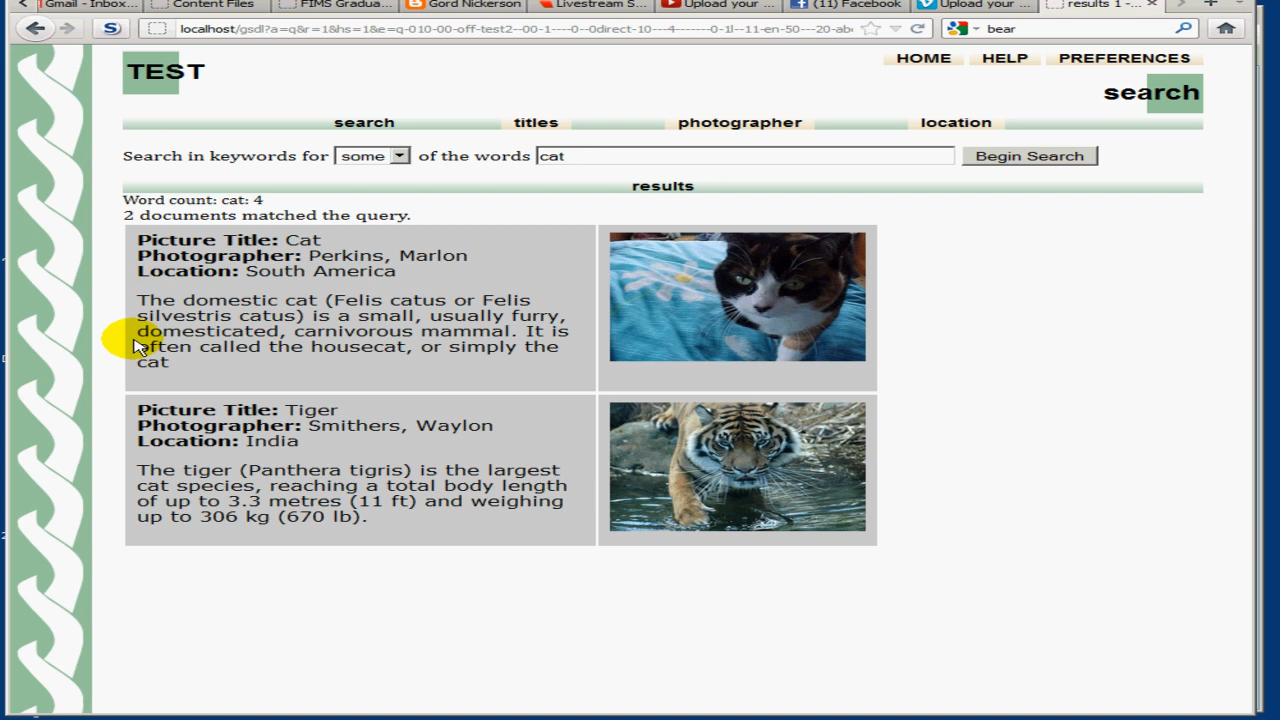 Gmail - Inbox... Content Files FIMS Gradua... Gord Nickerson Livestream S... Upload your ... (11) Facebook Upload your ... results 1 -...
localhost/gsdl?a=q&r=1&hs=1&e=q-010-00-off-test2--00-1----0--0direct-10---4-------0-1l--11-en-50---20-ab bear
TEST
HOME HELP PREFERENCES
search
search titles photographer location
Search in keywords for some of the words cat Begin Search
results
Word count: cat: 4
2 documents matched the query.
Picture Title: Cat
Photographer: Perkins, Marlon
Location: South America
The domestic cat (Felis catus or Felis
silvestris catus) is a small, usually furry,
domesticated, carnivorous mammal. It is
often called the housecat, or simply the
cat
Picture Title: Tiger
Photographer: Smithers, Waylon
Location: India
The tiger (Panthera tigris) is the largest
cat species, reaching a total body length
of up to 3.3 metres (11 ft) and weighing
up to 306 kg (670 lb).